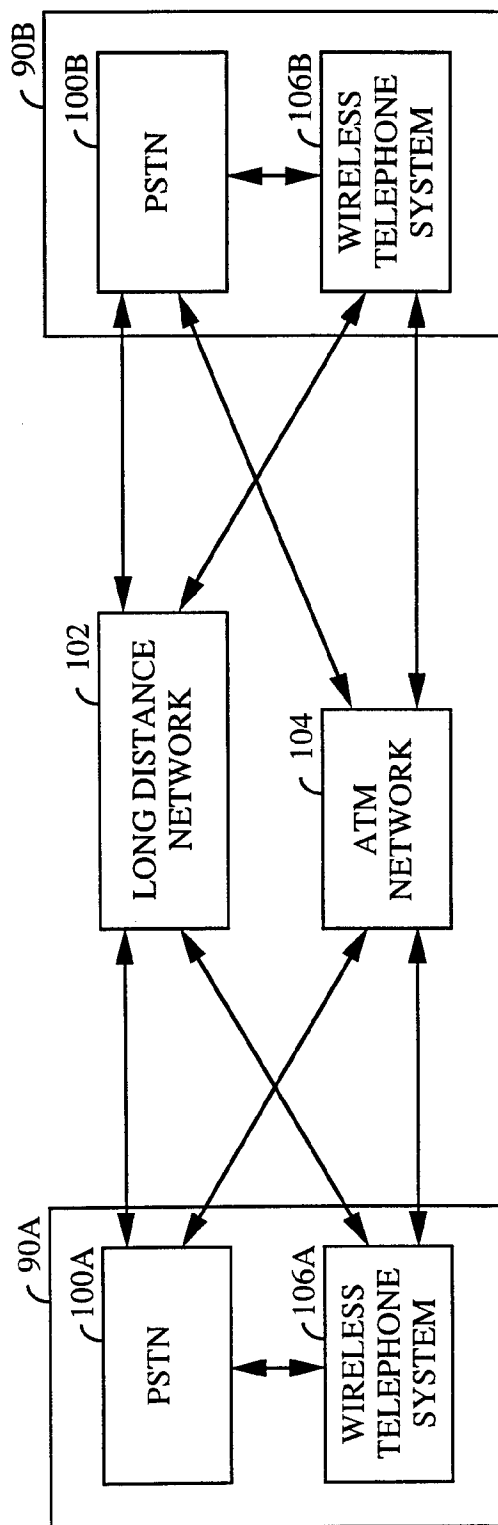 90A
100A
PSTN
106A
WIRELESS
TELEPHONE
SYSTEM
102
LONG DISTANCE
NETWORK
104
ATM
NETWORK
90B
100B
PSTN
106B
WIRELESS
TELEPHONE
SYSTEM